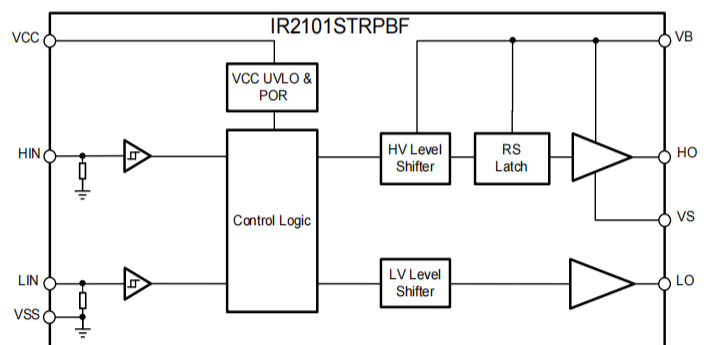 IR2101STRPBF
VCC
VB
VCC UVLO &
POR
HIN
HV Level
Shifter
RS
Latch
HO
Control Logic
VS
LIN
LV Level
Shifter
LO
VSS